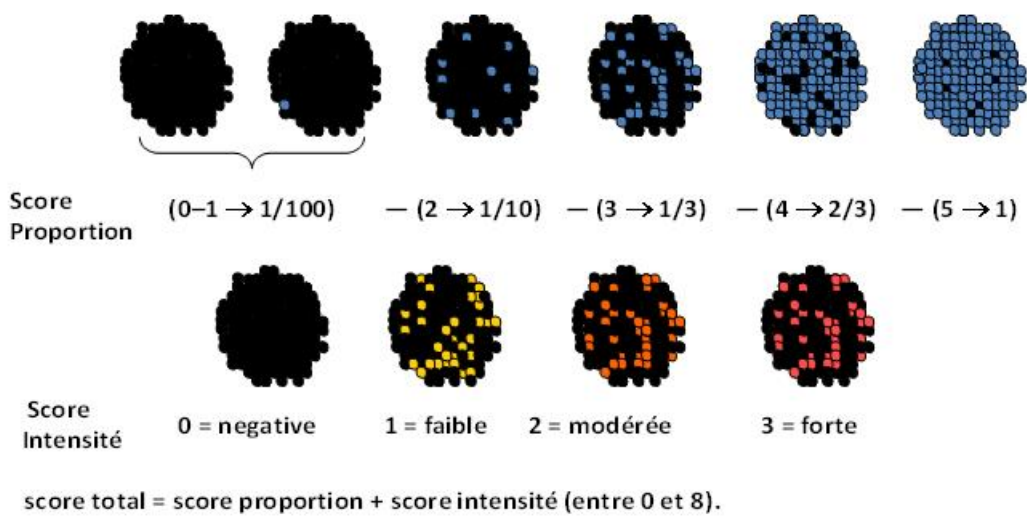 Score
Proportion
(0–1 → 1/100) — (2 → 1/10) — (3 → 1/3) — (4 → 2/3) — (5 → 1)
Score
Intensité
0 = negative 1 = faible 2 = modérée 3 = forte
score total = score proportion + score intensité (entre 0 et 8).